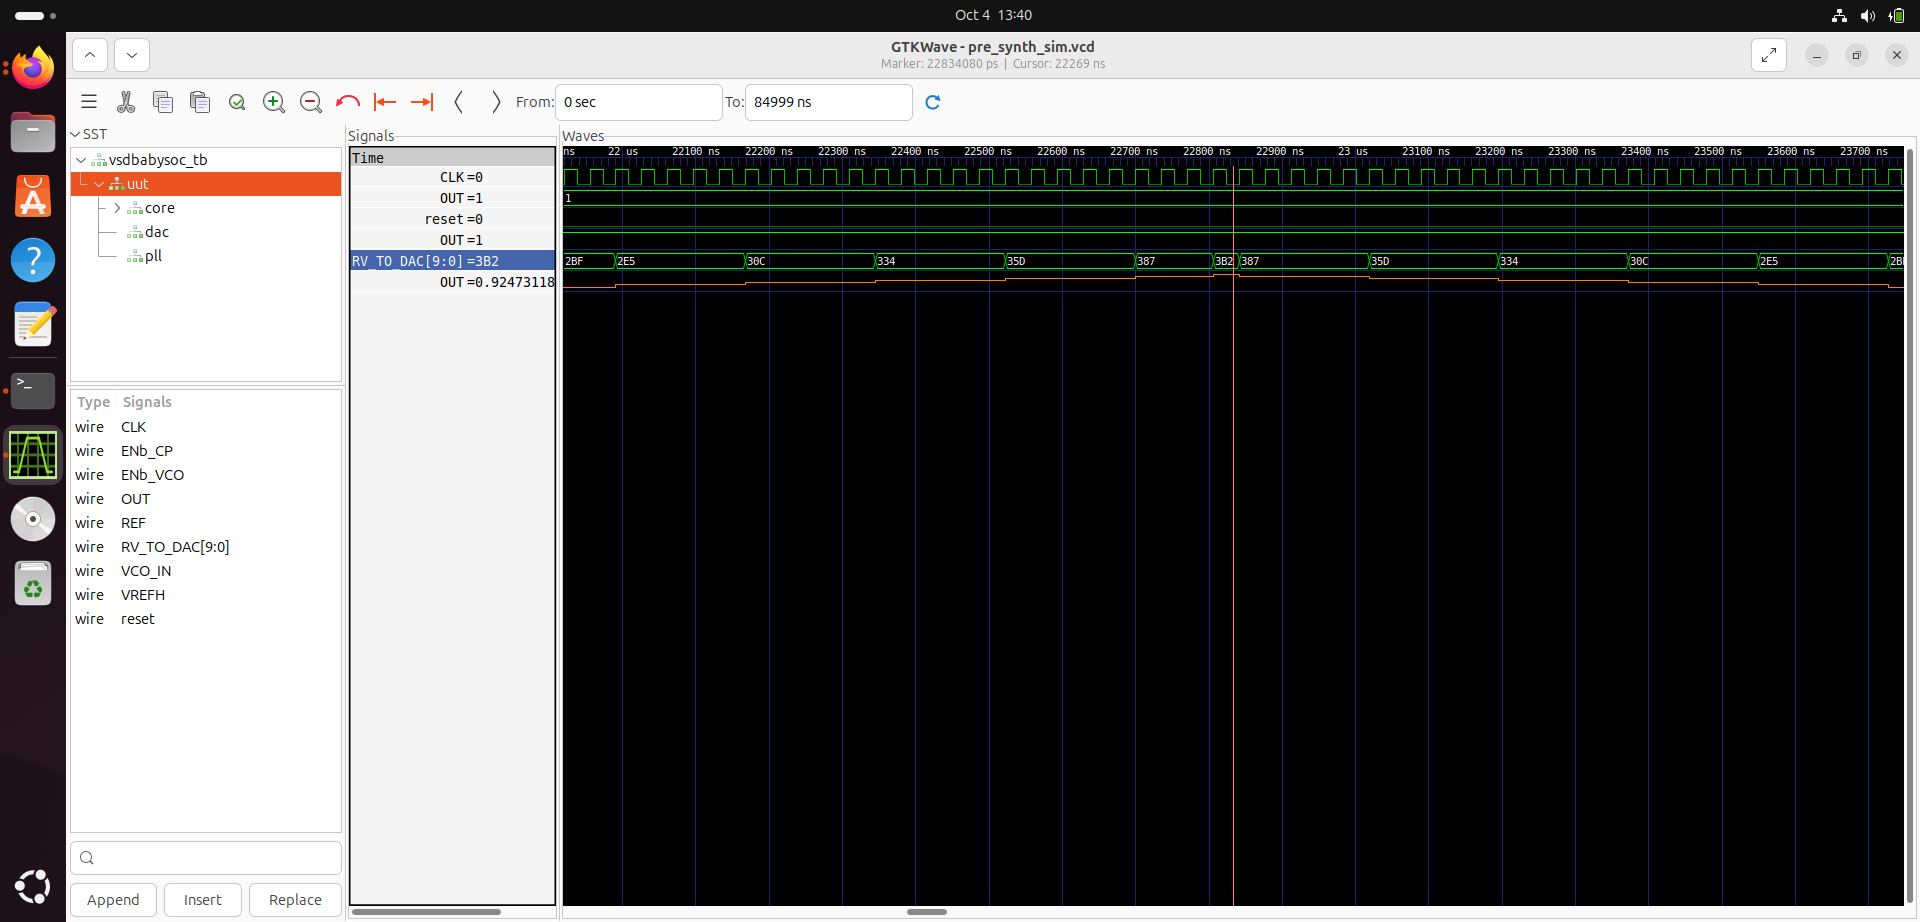 Oct 4 13:40
GTKWave - pre_synth_sim.vcd
Marker: 22834080 ps | Cursor: 22269 ns
From: 0 sec To: 84999 ns
SST
vsdbabysoc_tb
uut
core
dac
pll
Type Signals
wire CLK
wire ENb_CP
wire ENb_VCO
wire OUT
wire REF
wire RV_TO_DAC[9:0]
wire VCO_IN
wire VREFH
wire reset
Append Insert Replace
Signals
Time
CLK=0
OUT=1
reset=0
OUT=1
RV_TO_DAC[9:0]=3B2
OUT=0.92473118
Waves
ns 22 us 22100 ns 22200 ns 22300 ns 22400 ns 22500 ns 22600 ns 22700 ns 22800 ns 22900 ns 23 us 23100 ns 23200 ns 23300 ns 23400 ns 23500 ns 23600 ns 23700 ns
1
2BF 2E5 30C 334 35D 387 3B2 387 35D 334 30C 2E5